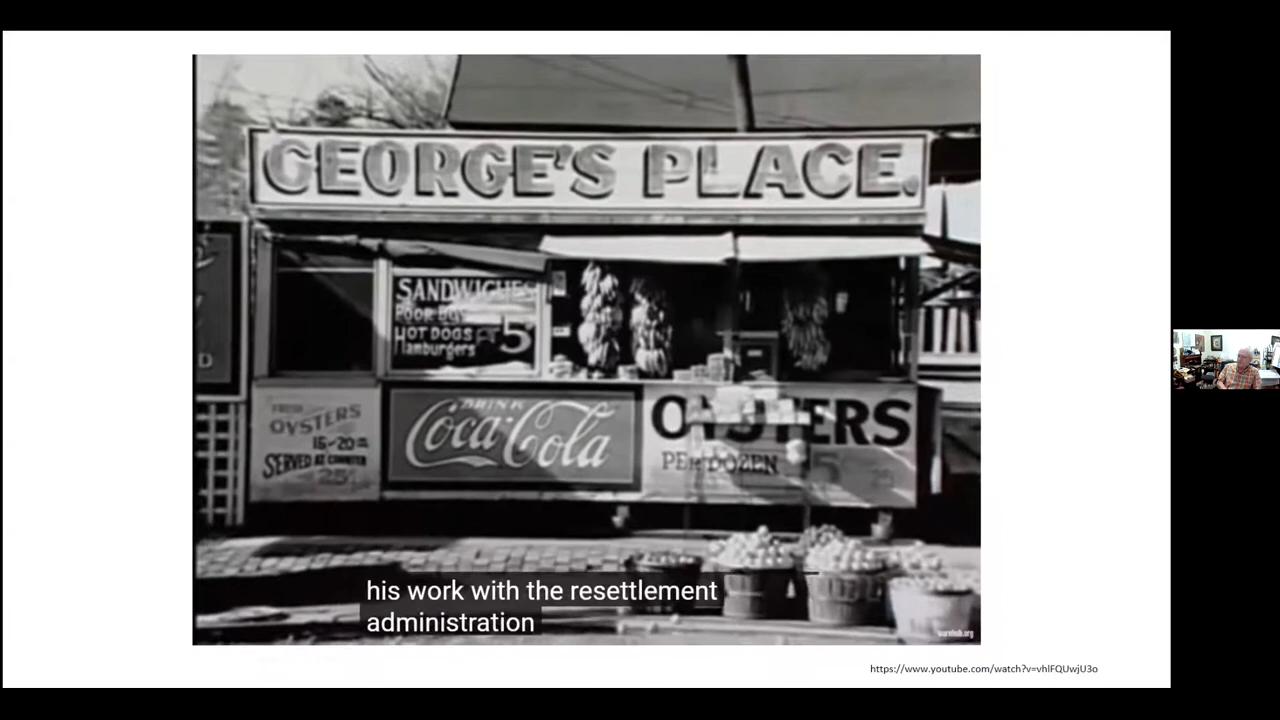 GEORGE'S PLACE.
SANDWICHES
POOR
HOT DOGS 5
Hamburgers
D
FRESH
OYSTERS
15-20
SERVED AT COUNTER
25
DRINK
Coca-Cola
OYSTERS
PER DOZEN
his work with the resettlement
administration
https://www.youtube.com/watch?v=vhlFQUwjU3o